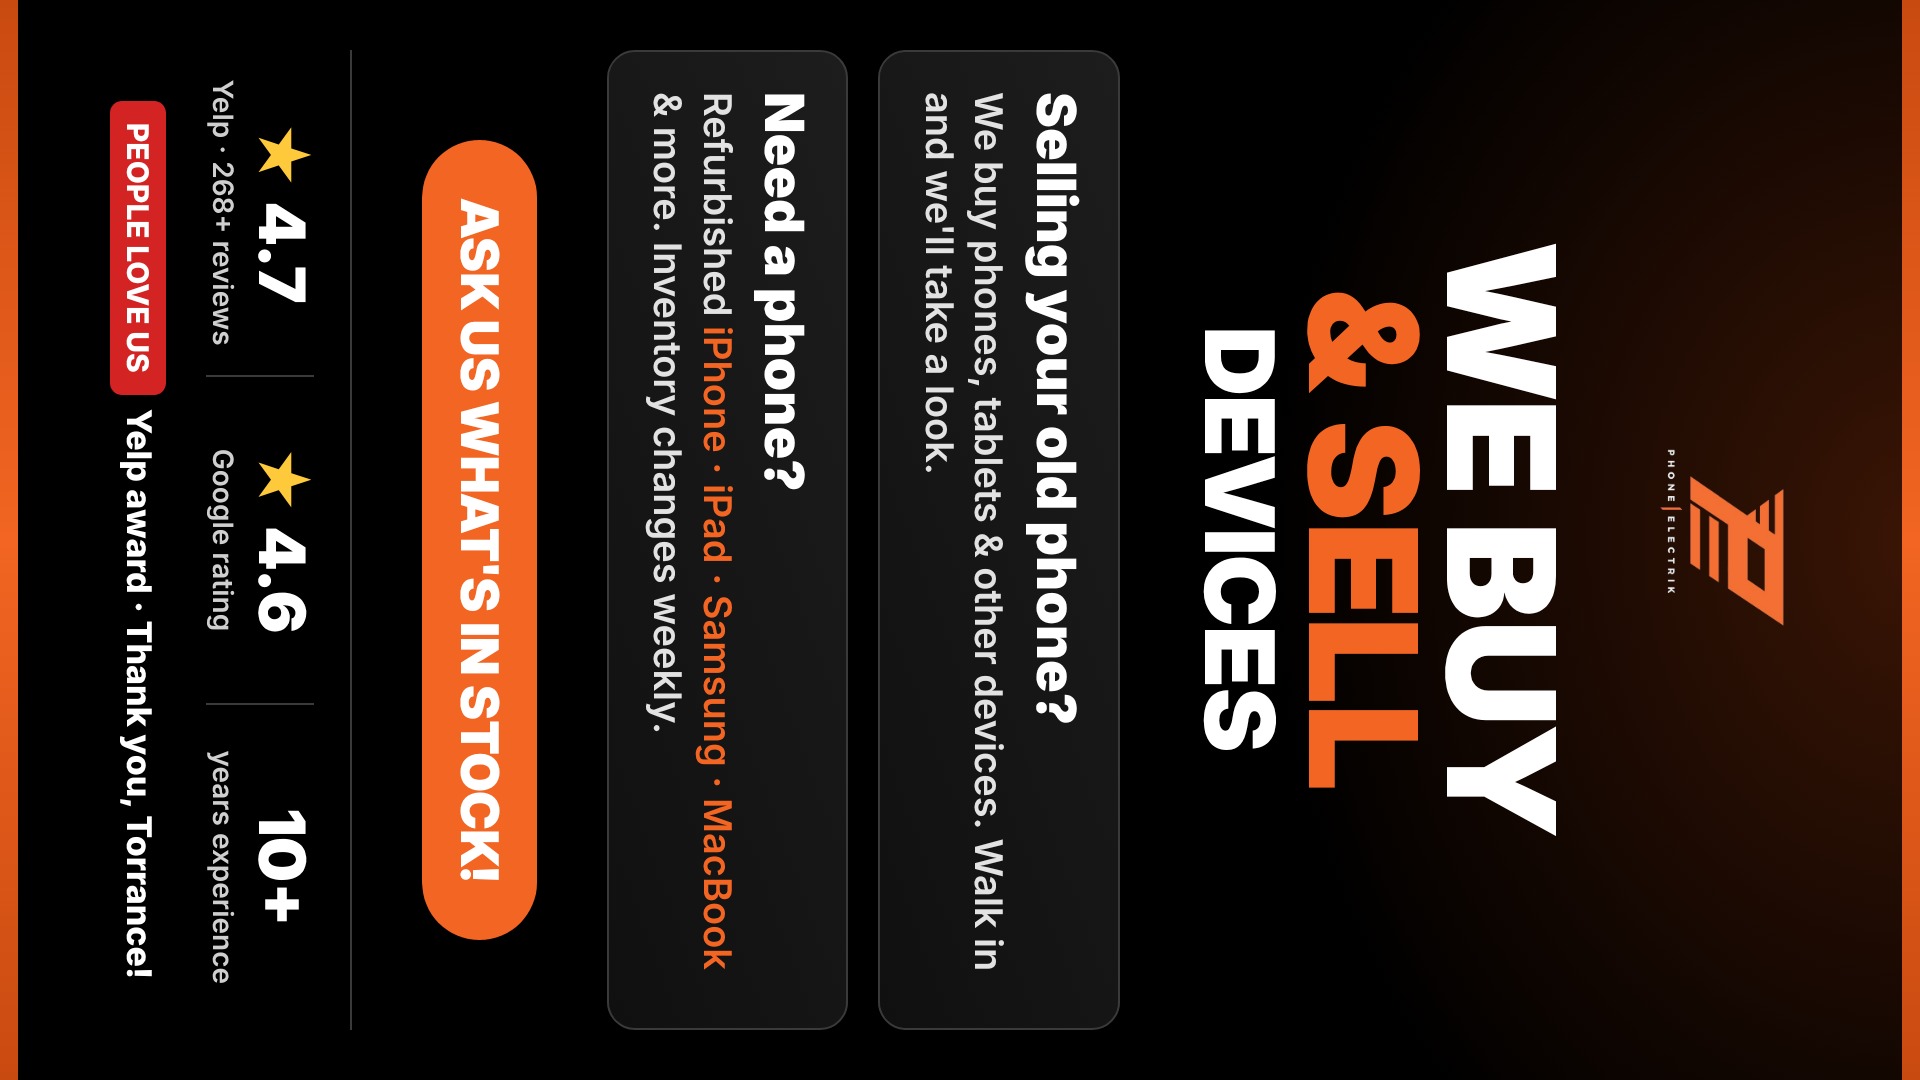 PHONE ELECTRIK
WE BUY
& SELL
DEVICES
Selling your old phone?
We buy phones, tablets & other devices. Walk in
and we'll take a look.
Need a phone?
Refurbished iPhone · iPad · Samsung · MacBook
& more. Inventory changes weekly.
ASK US WHAT'S IN STOCK!
★ 4.7
Yelp · 268+ reviews
★ 4.6
Google rating
10+
years experience
PEOPLE LOVE US Yelp award · Thank you, Torrance!